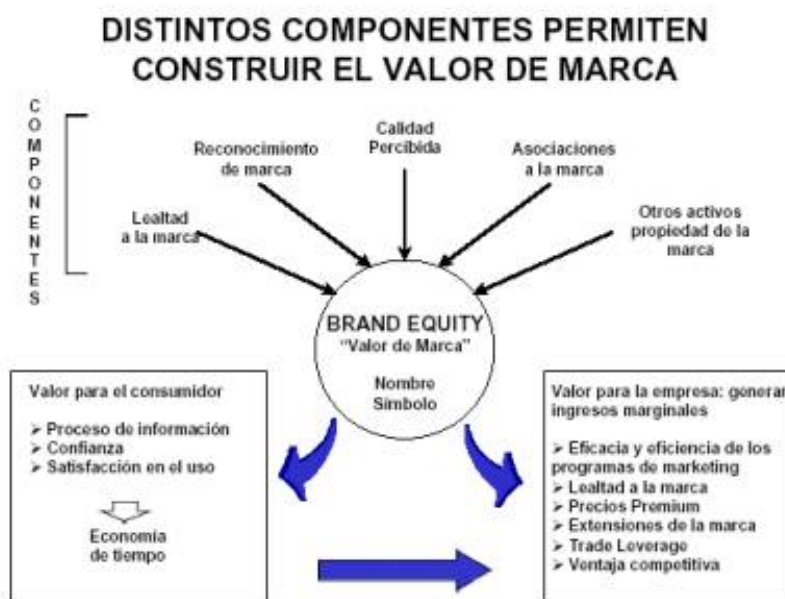 DISTINTOS COMPONENTES PERMITEN
CONSTRUIR EL VALOR DE MARCA
COMPONENTES
Calidad
Percibida
Reconocimiento
de marca
Asociaciones
a la marca
Lealtad
a la marca
Otros activos
propiedad de la
marca
BRAND EQUITY
“Valor de Marca”
Nombre
Símbolo
Valor para el consumidor
➢ Proceso de información
➢ Confianza
➢ Satisfacción en el uso
Economía
de tiempo
Valor para la empresa: generar
ingresos marginales
➢ Eficacia y eficiencia de los
programas de marketing
➢ Lealtad a la marca
➢ Precios Premium
➢ Extensiones de la marca
➢ Trade Leverage
➢ Ventaja competitiva